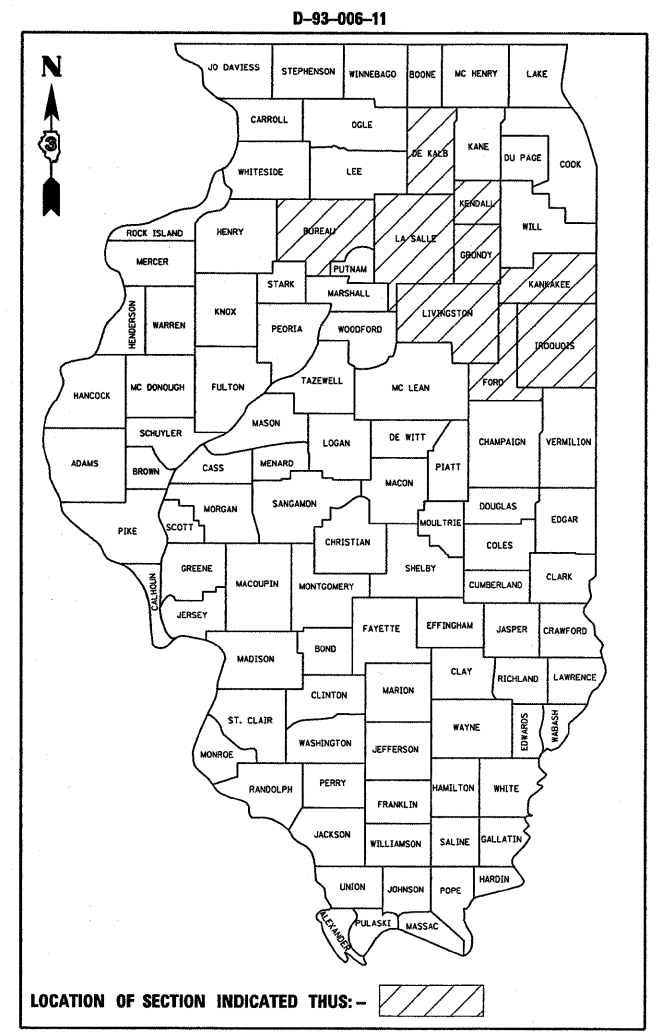 D-93-006-11
N
3
JO DAVIESS STEPHENSON WINNEBAGO BOONE MC HENRY LAKE
CARROLL OGLE DE KALB KANE DU PAGE COOK
WHITESIDE LEE KENDALL
ROCK ISLAND HENRY BUREAU LA SALLE GRUNDY WILL
MERCER STARK PUTNAM KANKAKEE
HENDERSON WARREN KNOX PEORIA MARSHALL LIVINGSTON
WOODFORD IROQUOIS
HANCOCK MC DONOUGH FULTON TAZEWELL MC LEAN FORD
SCHUYLER MASON LOGAN DE WITT CHAMPAIGN VERMILION
ADAMS BROWN CASS MENARD MACON PIATT
PIKE SCOTT MORGAN SANGAMON MOULTRIE DOUGLAS EDGAR
CHRISTIAN COLES
CALHOUN GREENE MACOUPIN MONTGOMERY SHELBY CUMBERLAND CLARK
JERSEY FAYETTE EFFINGHAM JASPER CRAWFORD
MADISON BOND
CLINTON MARION CLAY RICHLAND LAWRENCE
ST. CLAIR WAYNE EDWARDS WABASH
MONROE WASHINGTON JEFFERSON
RANDOLPH PERRY HAMILTON WHITE
FRANKLIN
JACKSON WILLIAMSON SALINE GALLATIN
UNION JOHNSON POPE HARDIN
ALEXANDER PULASKI MASSAC
LOCATION OF SECTION INDICATED THUS: -